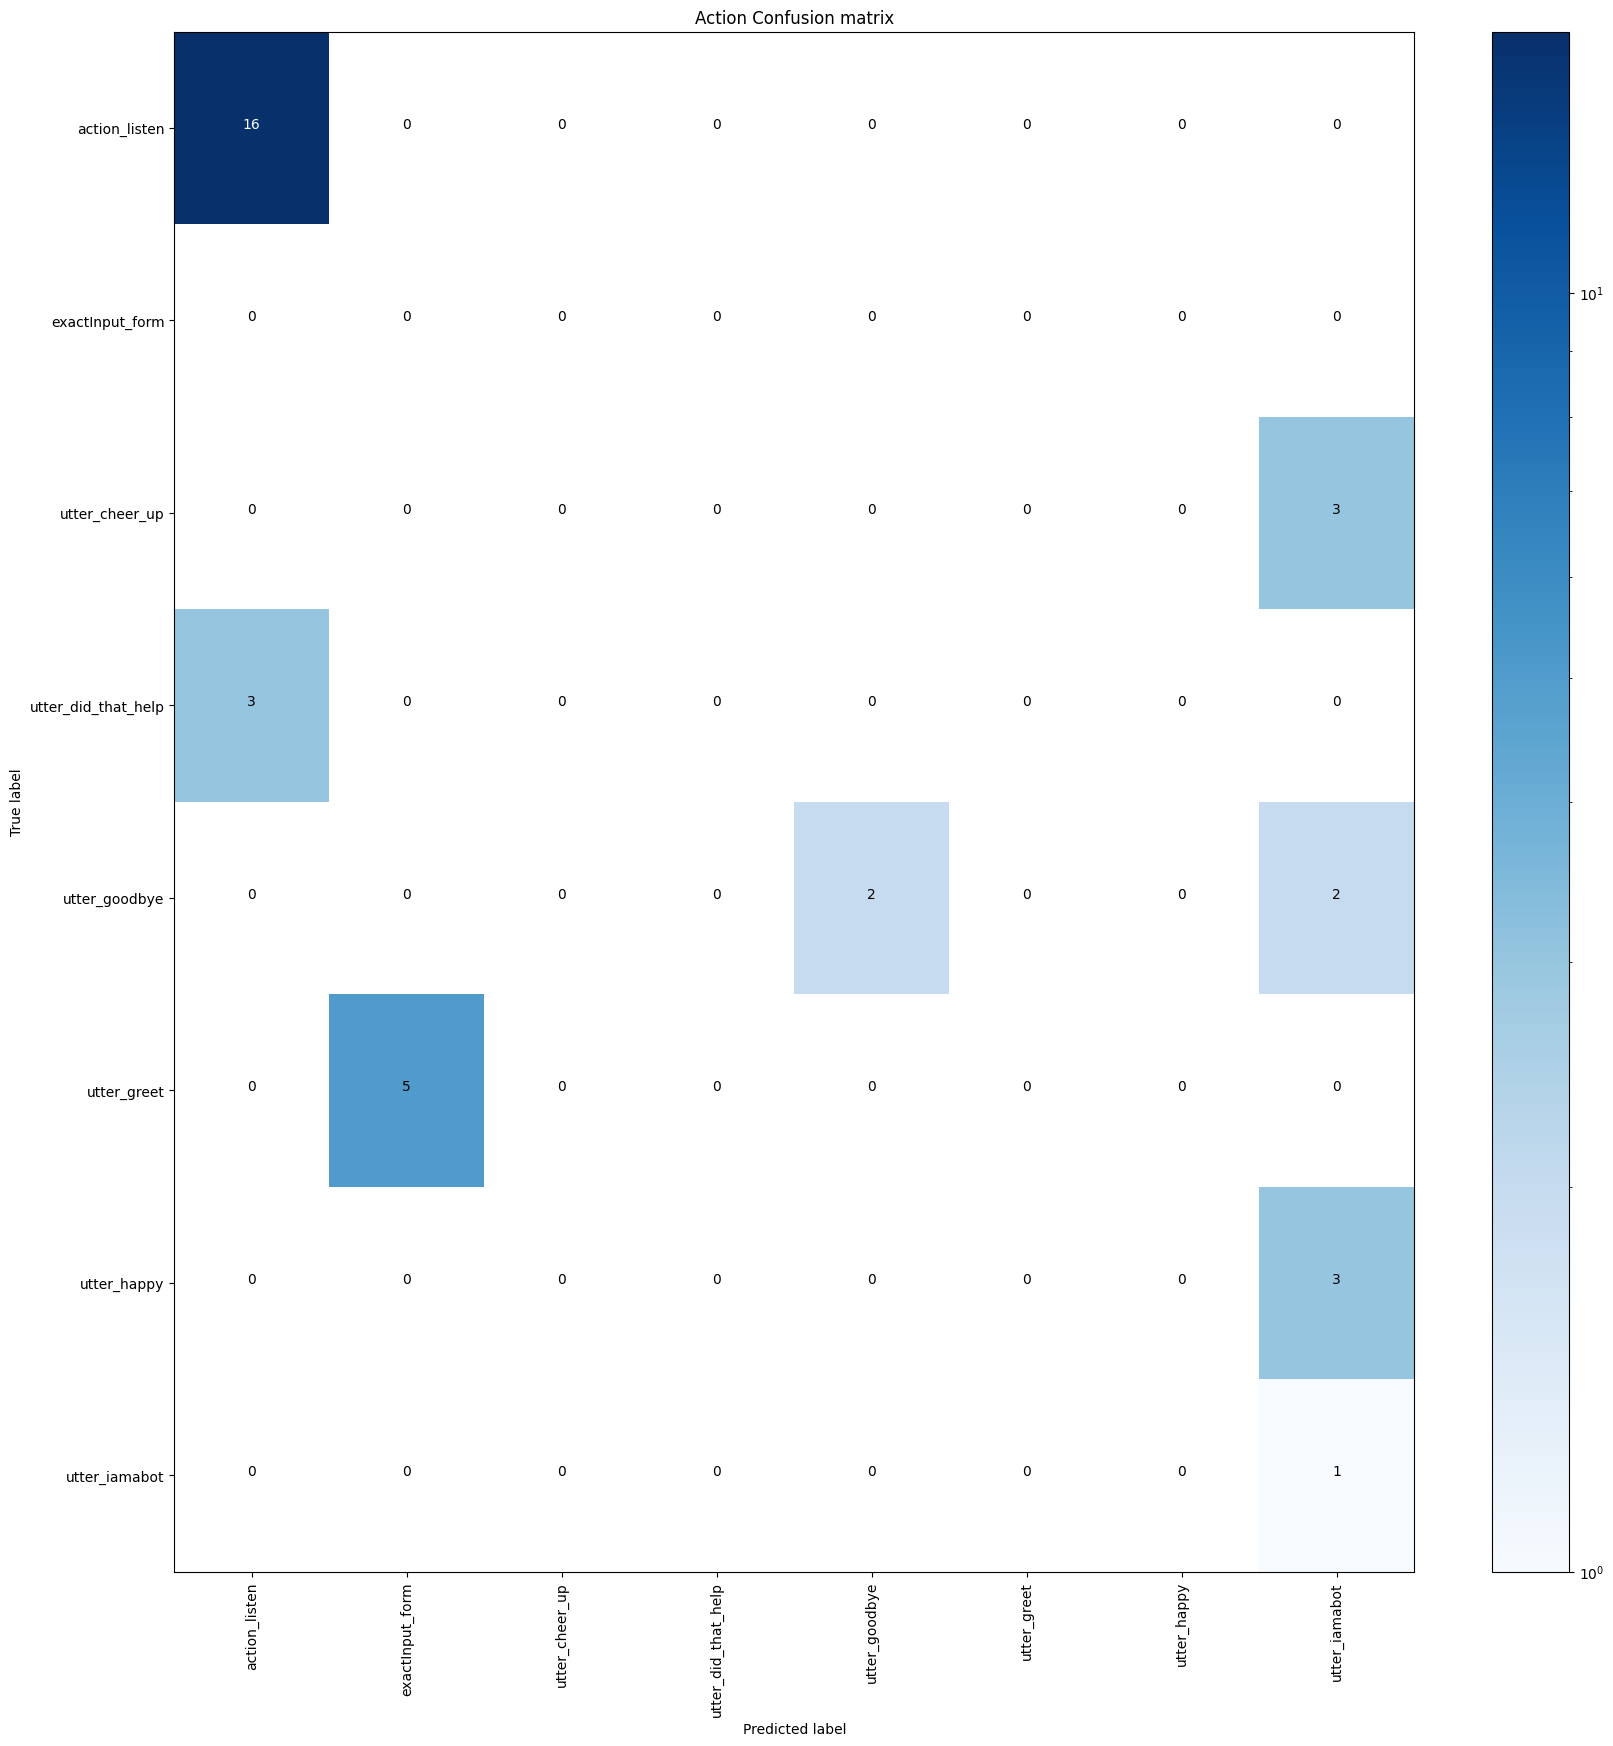 Action Confusion matrix
action_listen 16 0 0 0 0 0 0 0
exactInput_form 0 0 0 0 0 0 0 0
utter_cheer_up 0 0 0 0 0 0 0 3
utter_did_that_help 3 0 0 0 0 0 0 0
utter_goodbye 0 0 0 0 2 0 0 2
utter_greet 0 5 0 0 0 0 0 0
utter_happy 0 0 0 0 0 0 0 3
utter_iamabot 0 0 0 0 0 0 0 1
True label
action_listen
exactInput_form
utter_cheer_up
utter_did_that_help
utter_goodbye
utter_greet
utter_happy
utter_iamabot
Predicted label
10¹
10⁰